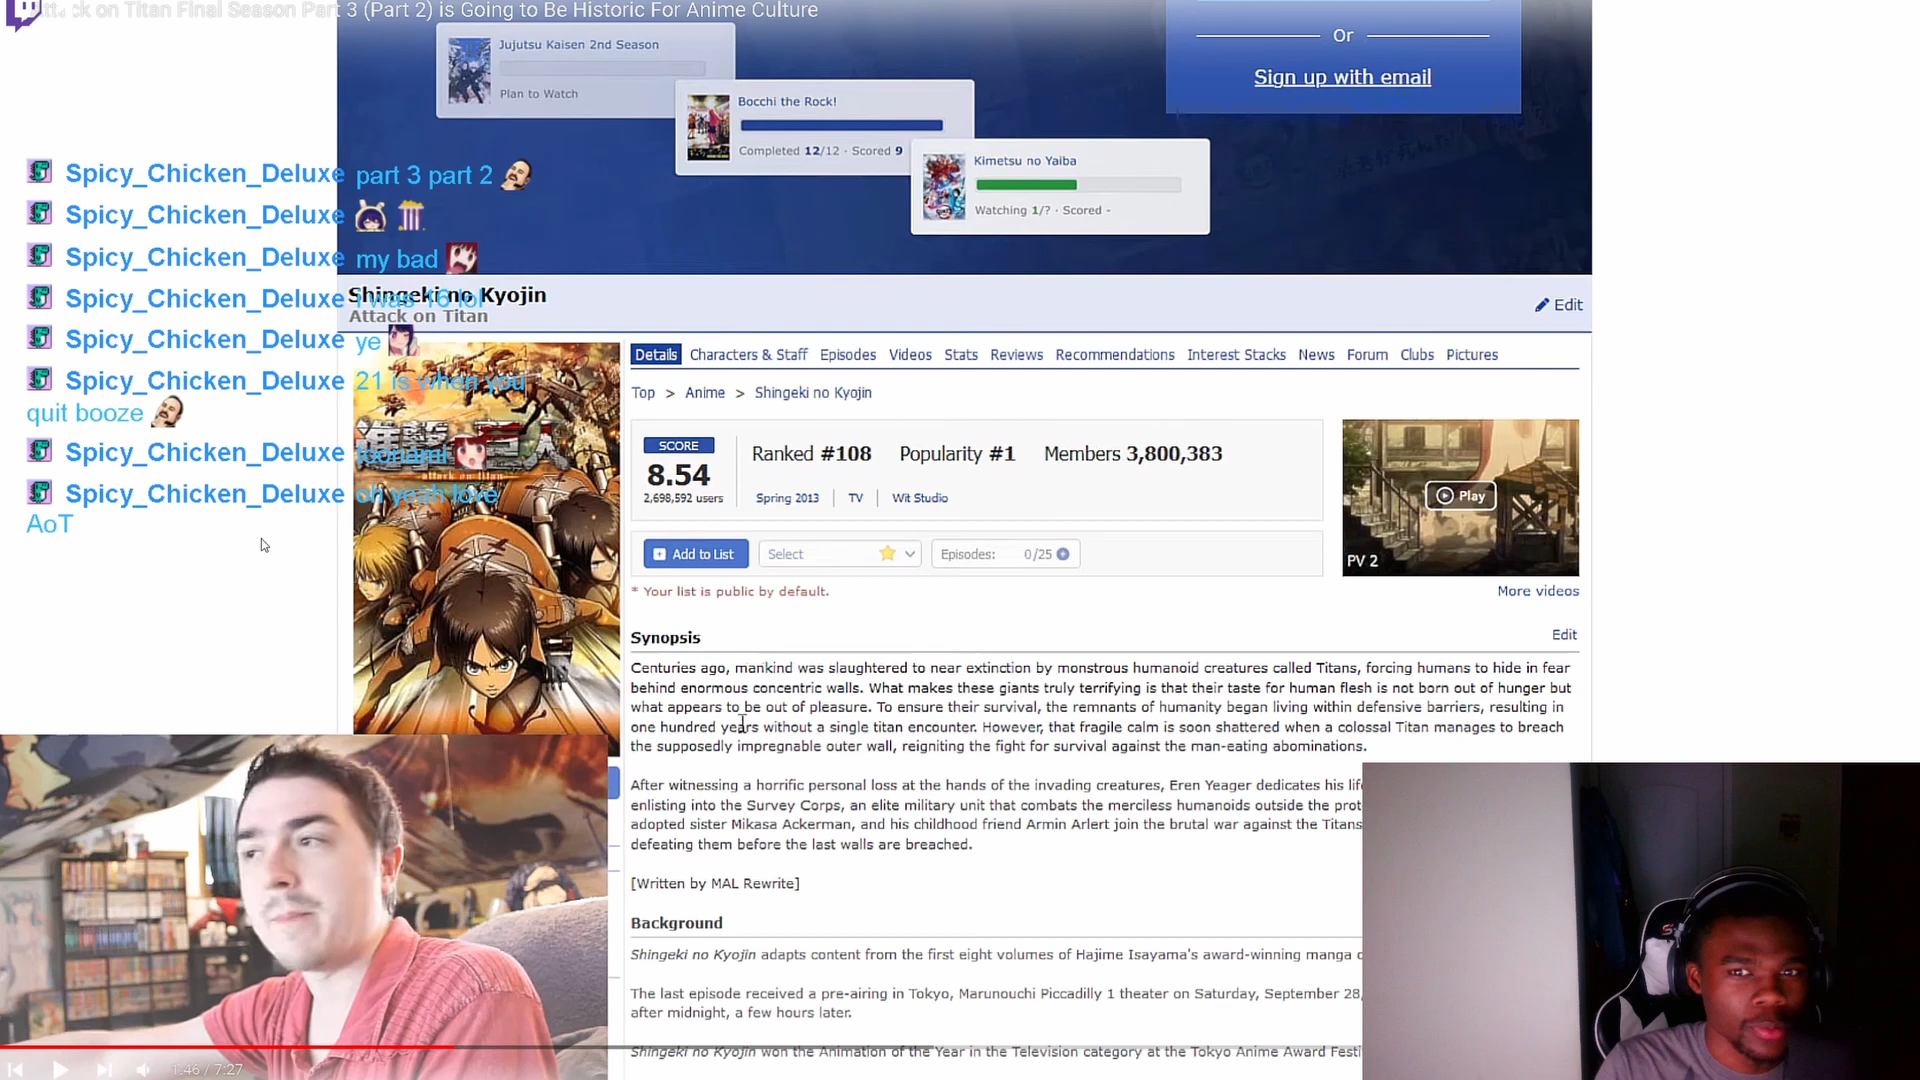 Attack on Titan Final Season Part 3 (Part 2) is Going to Be Historic For Anime Culture
Jujutsu Kaisen 2nd Season
Plan to Watch
Bocchi the Rock!
Completed 12/12 · Scored 9
Kimetsu no Yaiba
Watching 1/? · Scored -
Or
Sign up with email
Spicy_Chicken_Deluxe part 3 part 2
Spicy_Chicken_Deluxe
Spicy_Chicken_Deluxe my bad
Spicy_Chicken_Deluxe i was 16 lol
Spicy_Chicken_Deluxe ye
Spicy_Chicken_Deluxe 21 is when you
quit booze
Spicy_Chicken_Deluxe toonami
Spicy_Chicken_Deluxe oh yeah love
AoT
Shingeki no Kyojin
Attack on Titan
Edit
進撃の巨人
Details Characters & Staff Episodes Videos Stats Reviews Recommendations Interest Stacks News Forum Clubs Pictures
Top > Anime > Shingeki no Kyojin
SCORE
8.54
2,698,592 users
Ranked #108 Popularity #1 Members 3,800,383
Spring 2013 | TV | Wit Studio
Add to List
Select
Episodes: 0/25
Play
PV 2
* Your list is public by default.
More videos
Synopsis
Edit
Centuries ago, mankind was slaughtered to near extinction by monstrous humanoid creatures called Titans, forcing humans to hide in fear
behind enormous concentric walls. What makes these giants truly terrifying is that their taste for human flesh is not born out of hunger but
what appears to be out of pleasure. To ensure their survival, the remnants of humanity began living within defensive barriers, resulting in
one hundred years without a single titan encounter. However, that fragile calm is soon shattered when a colossal Titan manages to breach
the supposedly impregnable outer wall, reigniting the fight for survival against the man-eating abominations.
After witnessing a horrific personal loss at the hands of the invading creatures, Eren Yeager dedicates his lif
enlisting into the Survey Corps, an elite military unit that combats the merciless humanoids outside the prot
adopted sister Mikasa Ackerman, and his childhood friend Armin Arlert join the brutal war against the Titans
defeating them before the last walls are breached.
[Written by MAL Rewrite]
Background
Shingeki no Kyojin adapts content from the first eight volumes of Hajime Isayama's award-winning manga
The last episode received a pre-airing in Tokyo, Marunouchi Piccadilly 1 theater on Saturday, September 28,
after midnight, a few hours later.
Shingeki no Kyojin won the Animation of the Year in the Television category at the Tokyo Anime Award Festi
1:46 / 7:27